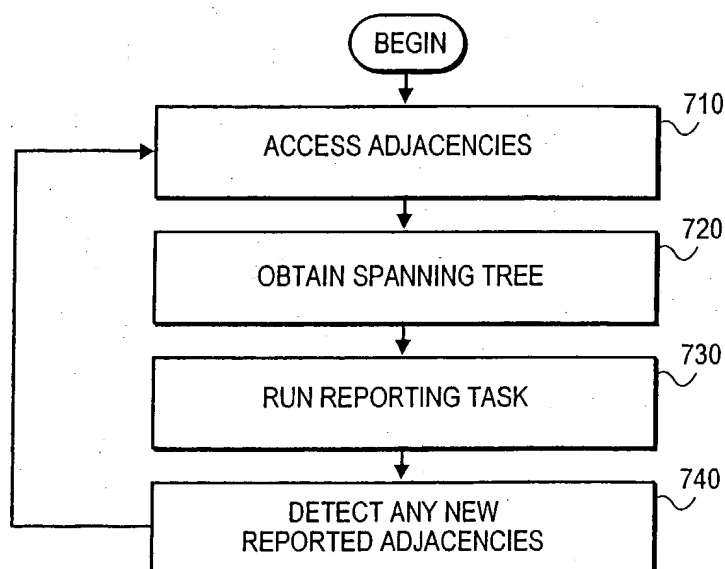 BEGIN
710
ACCESS ADJACENCIES
720
OBTAIN SPANNING TREE
730
RUN REPORTING TASK
740
DETECT ANY NEW
REPORTED ADJACENCIES